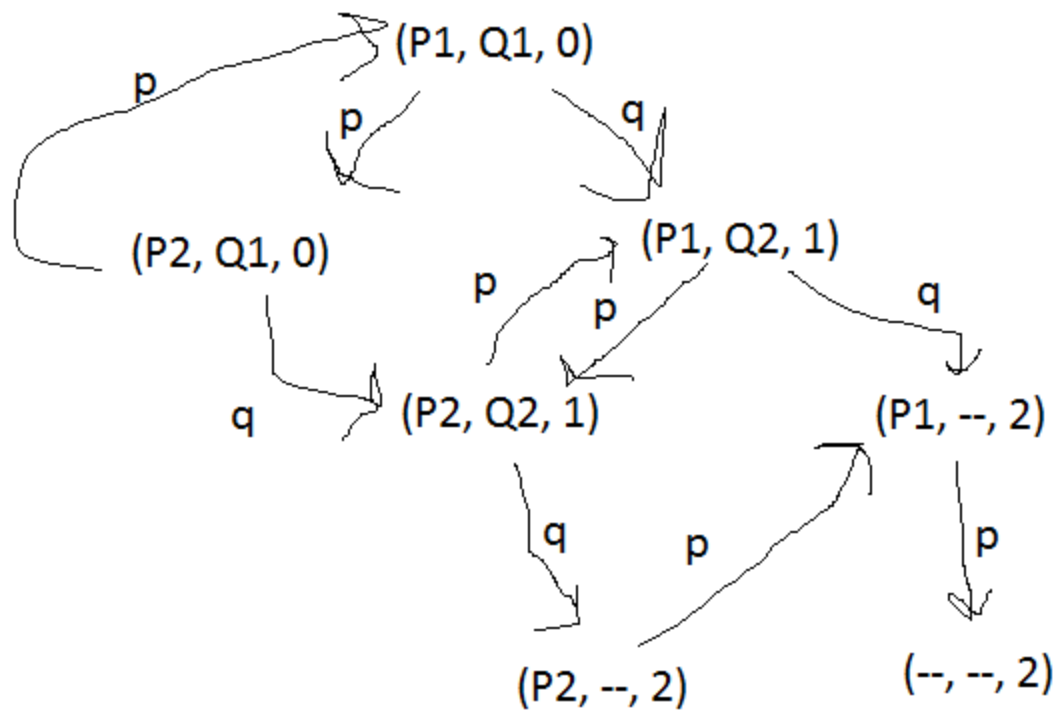 (P1, Q1, 0)
p
p
q
(P2, Q1, 0)
(P1, Q2, 1)
p
p
q
q
(P2, Q2, 1)
(P1, --, 2)
q
p
p
(P2, --, 2)
(--, --, 2)